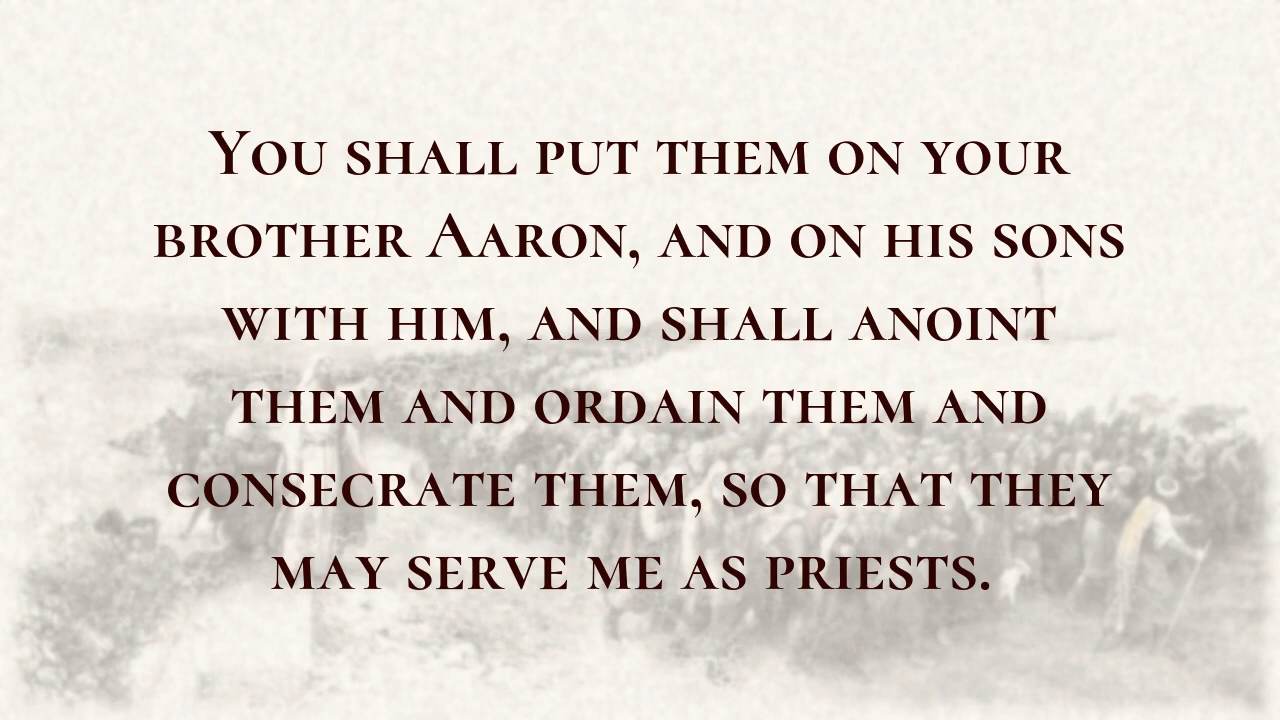 You shall put them on your
brother Aaron, and on his sons
with him, and shall anoint
them and ordain them and
consecrate them, so that they
may serve me as priests.